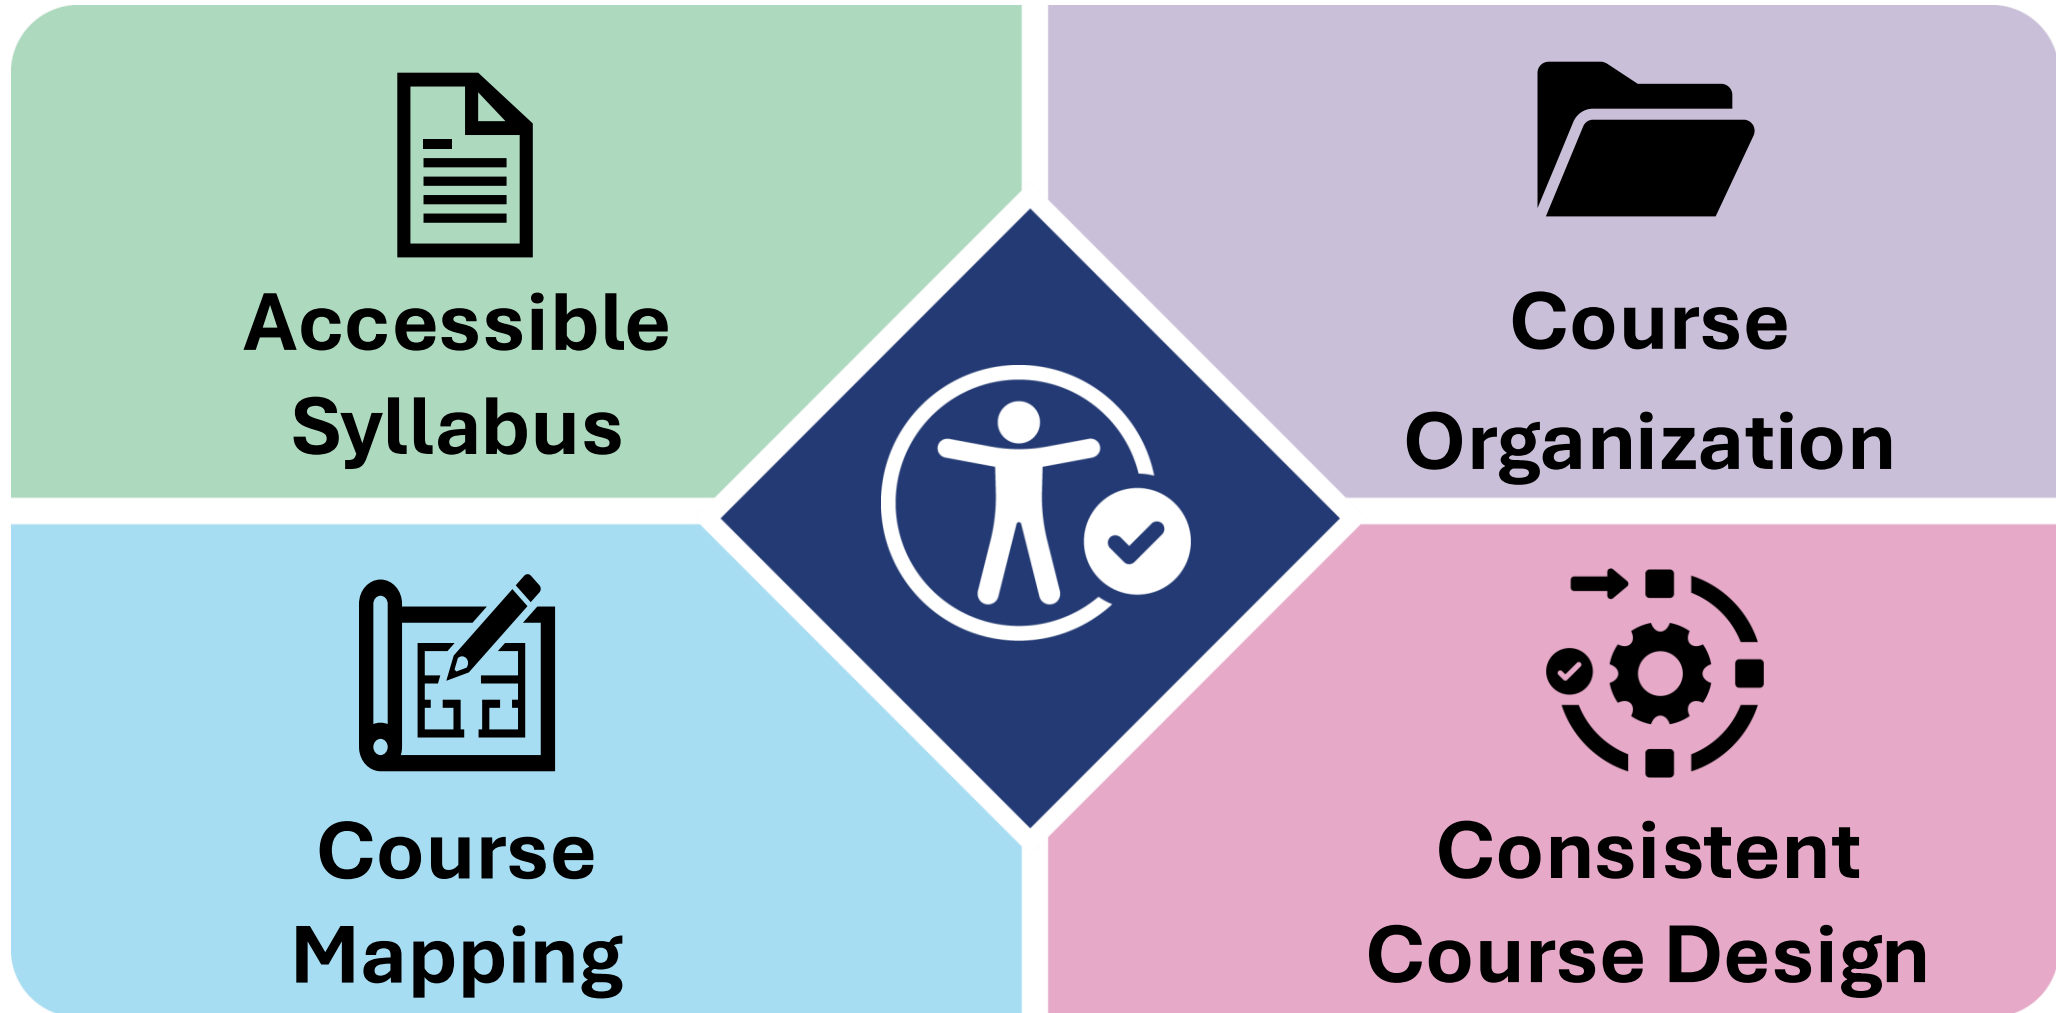 Accessible
Syllabus
Course
Organization
Course
Mapping
Consistent
Course Design